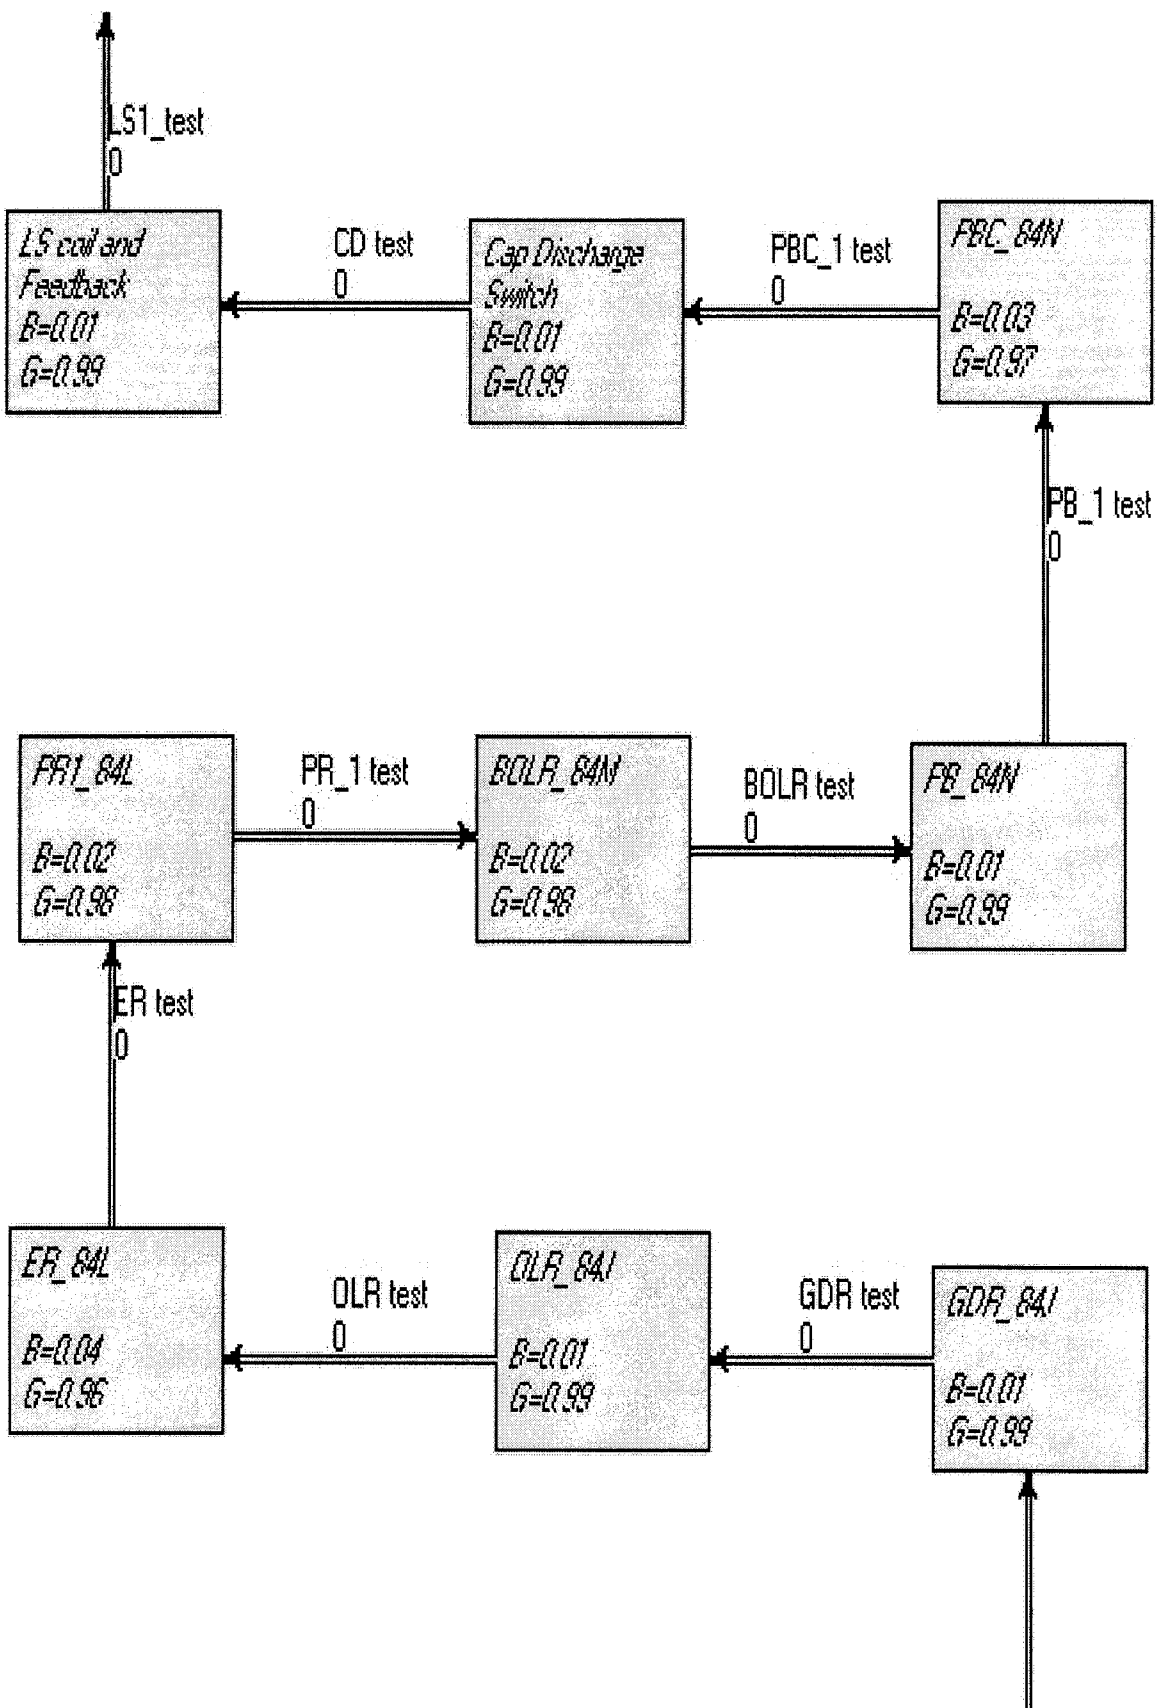 LS1_test
0
LS coil and
Feedback
B=0.01
G=0.99
CD test
0
Cap Discharge
Switch
B=0.01
G=0.99
PBC_1 test
0
PBC_84N
B=0.03
G=0.97
PB_1 test
0
PR1_84L
B=0.02
G=0.98
PR_1 test
0
BOLR_84N
B=0.02
G=0.98
BOLR test
0
PB_84N
B=0.01
G=0.99
ER test
0
ER_84L
B=0.04
G=0.96
OLR test
0
OLR_84J
B=0.01
G=0.99
GDR test
0
GDR_84J
B=0.01
G=0.99